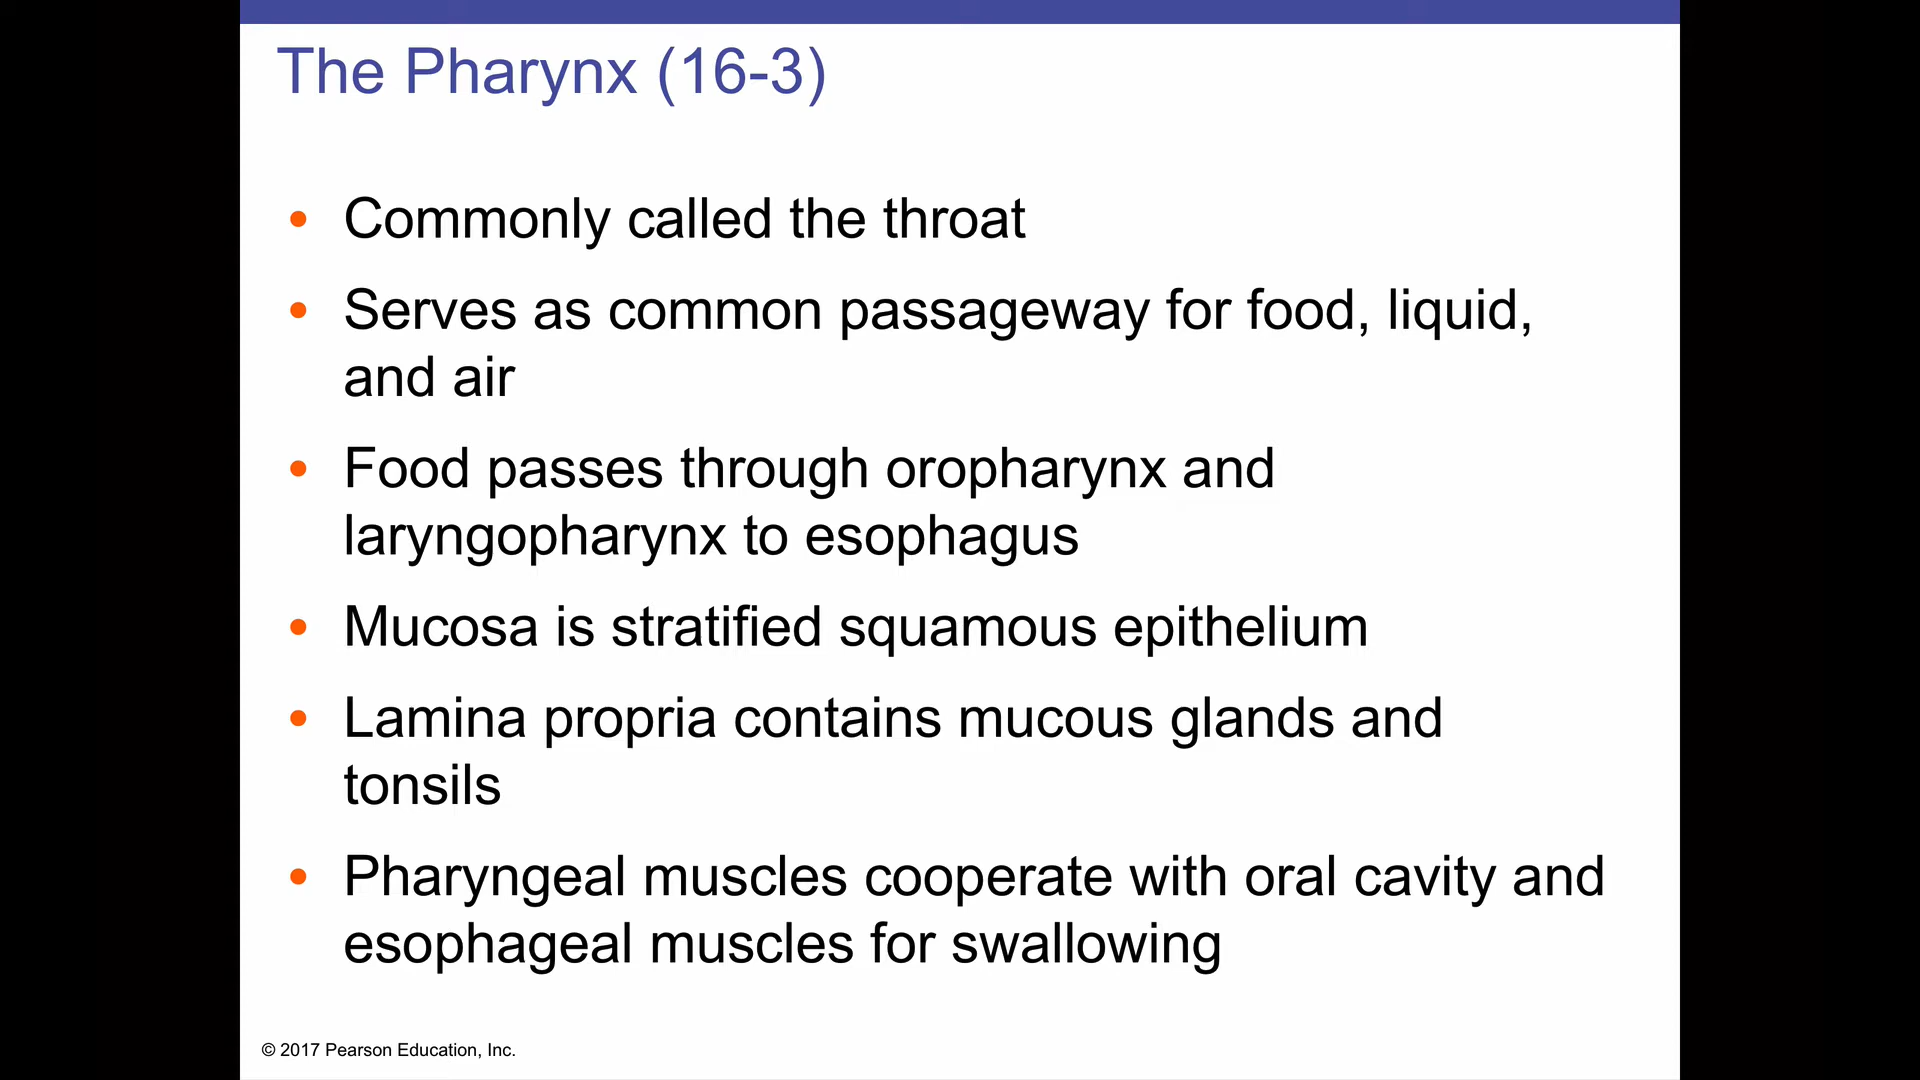 The Pharynx (16-3)
• Commonly called the throat
• Serves as common passageway for food, liquid,
and air
• Food passes through oropharynx and
laryngopharynx to esophagus
• Mucosa is stratified squamous epithelium
• Lamina propria contains mucous glands and
tonsils
• Pharyngeal muscles cooperate with oral cavity and
esophageal muscles for swallowing
© 2017 Pearson Education, Inc.